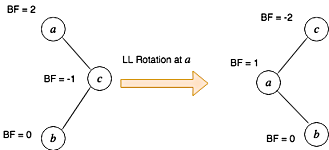 BF = 2
a
c
BF = -1
b
BF = 0
LL Rotation at a
BF = -2
c
BF = 1
a
b
BF = 0